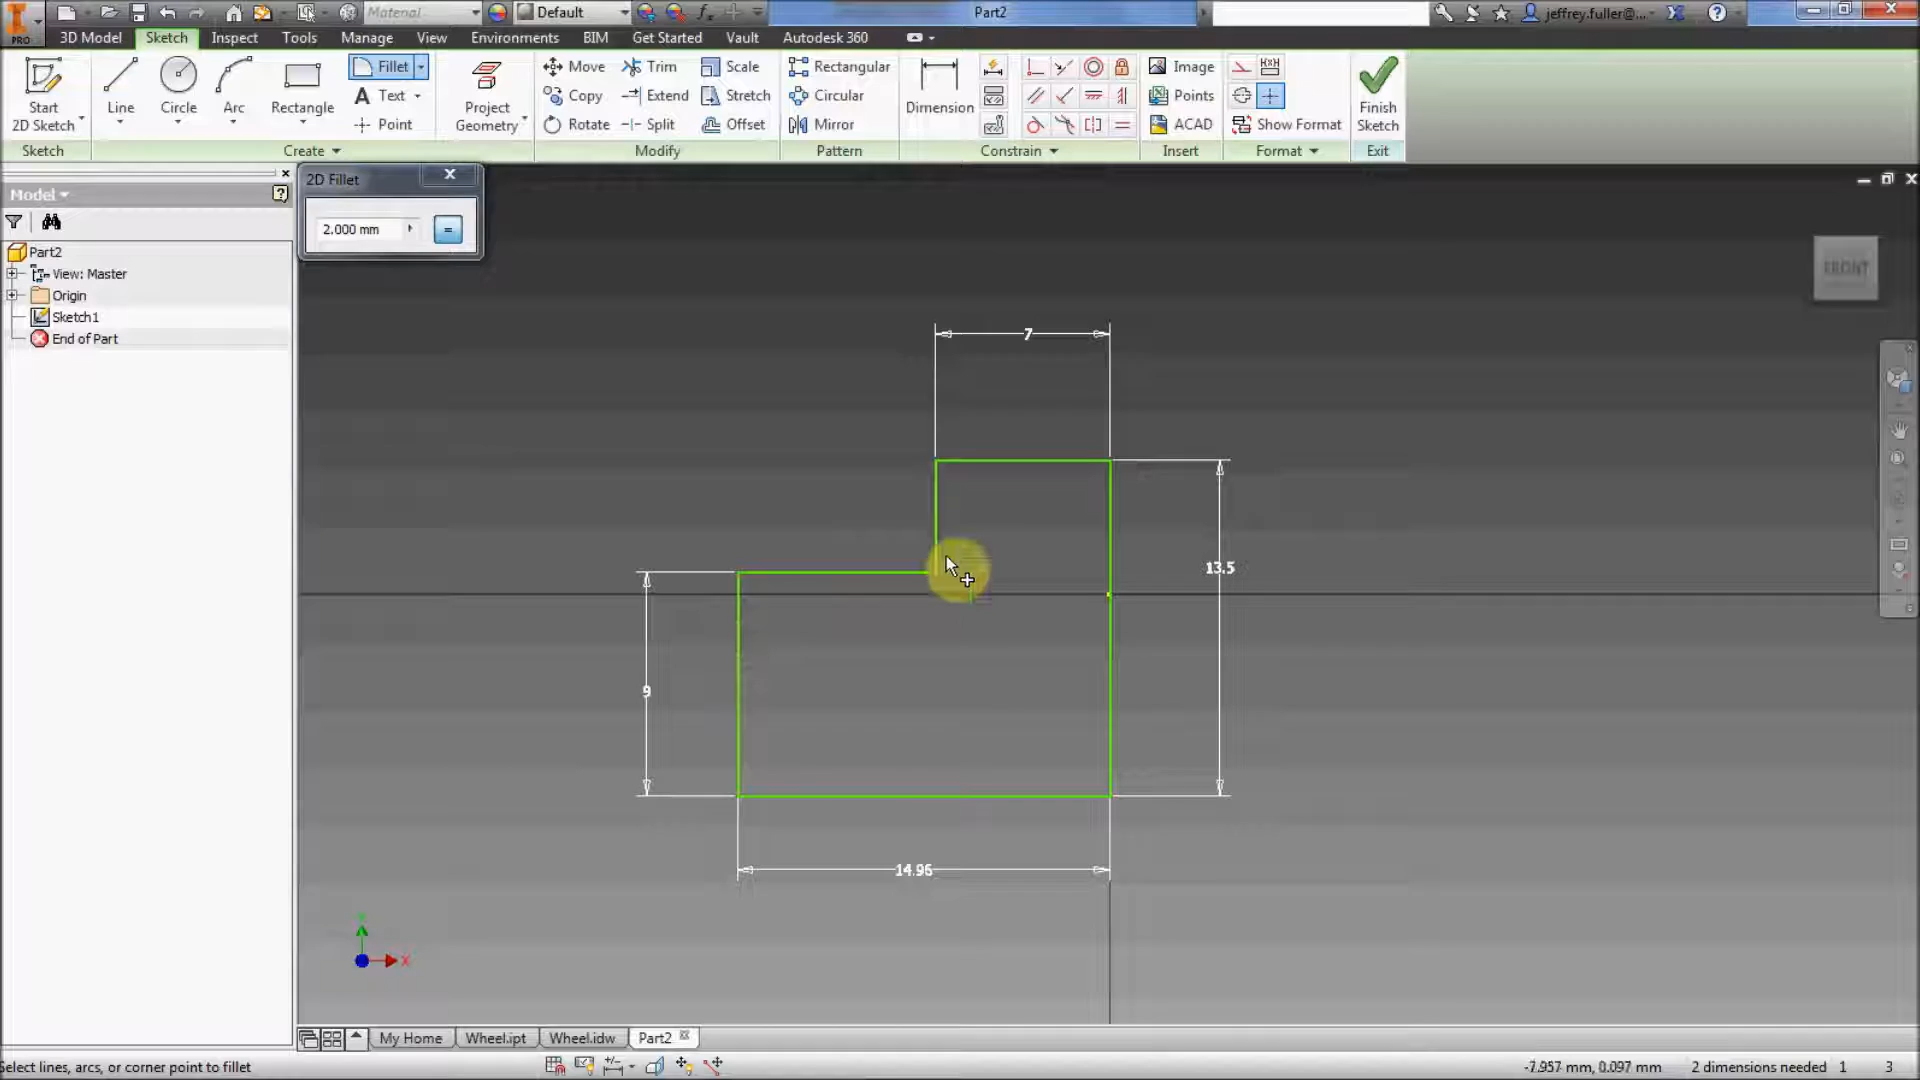 PRO
Material
Default
Part2
jeffrey.fuller@...
3D Model Sketch Inspect Tools Manage View Environments BIM Get Started Vault Autodesk 360
Start
2D Sketch
Line
Circle
Arc
Rectangle
Fillet
Text
Point
Project
Geometry
Move
Copy
Rotate
Trim
Extend
Split
Scale
Stretch
Offset
Rectangular
Circular
Mirror
Dimension
Image
Points
ACAD
Show Format
Finish
Sketch
Sketch Create Modify Pattern Constrain Insert Format Exit
Model
2D Fillet
2.000 mm
Part2
View: Master
Origin
Sketch1
End of Part
FRONT
7
13.5
9
14.96
X
My Home Wheel.ipt Wheel.idw Part2
Select lines, arcs, or corner point to fillet
-7.957 mm, 0.097 mm 2 dimensions needed 1 3